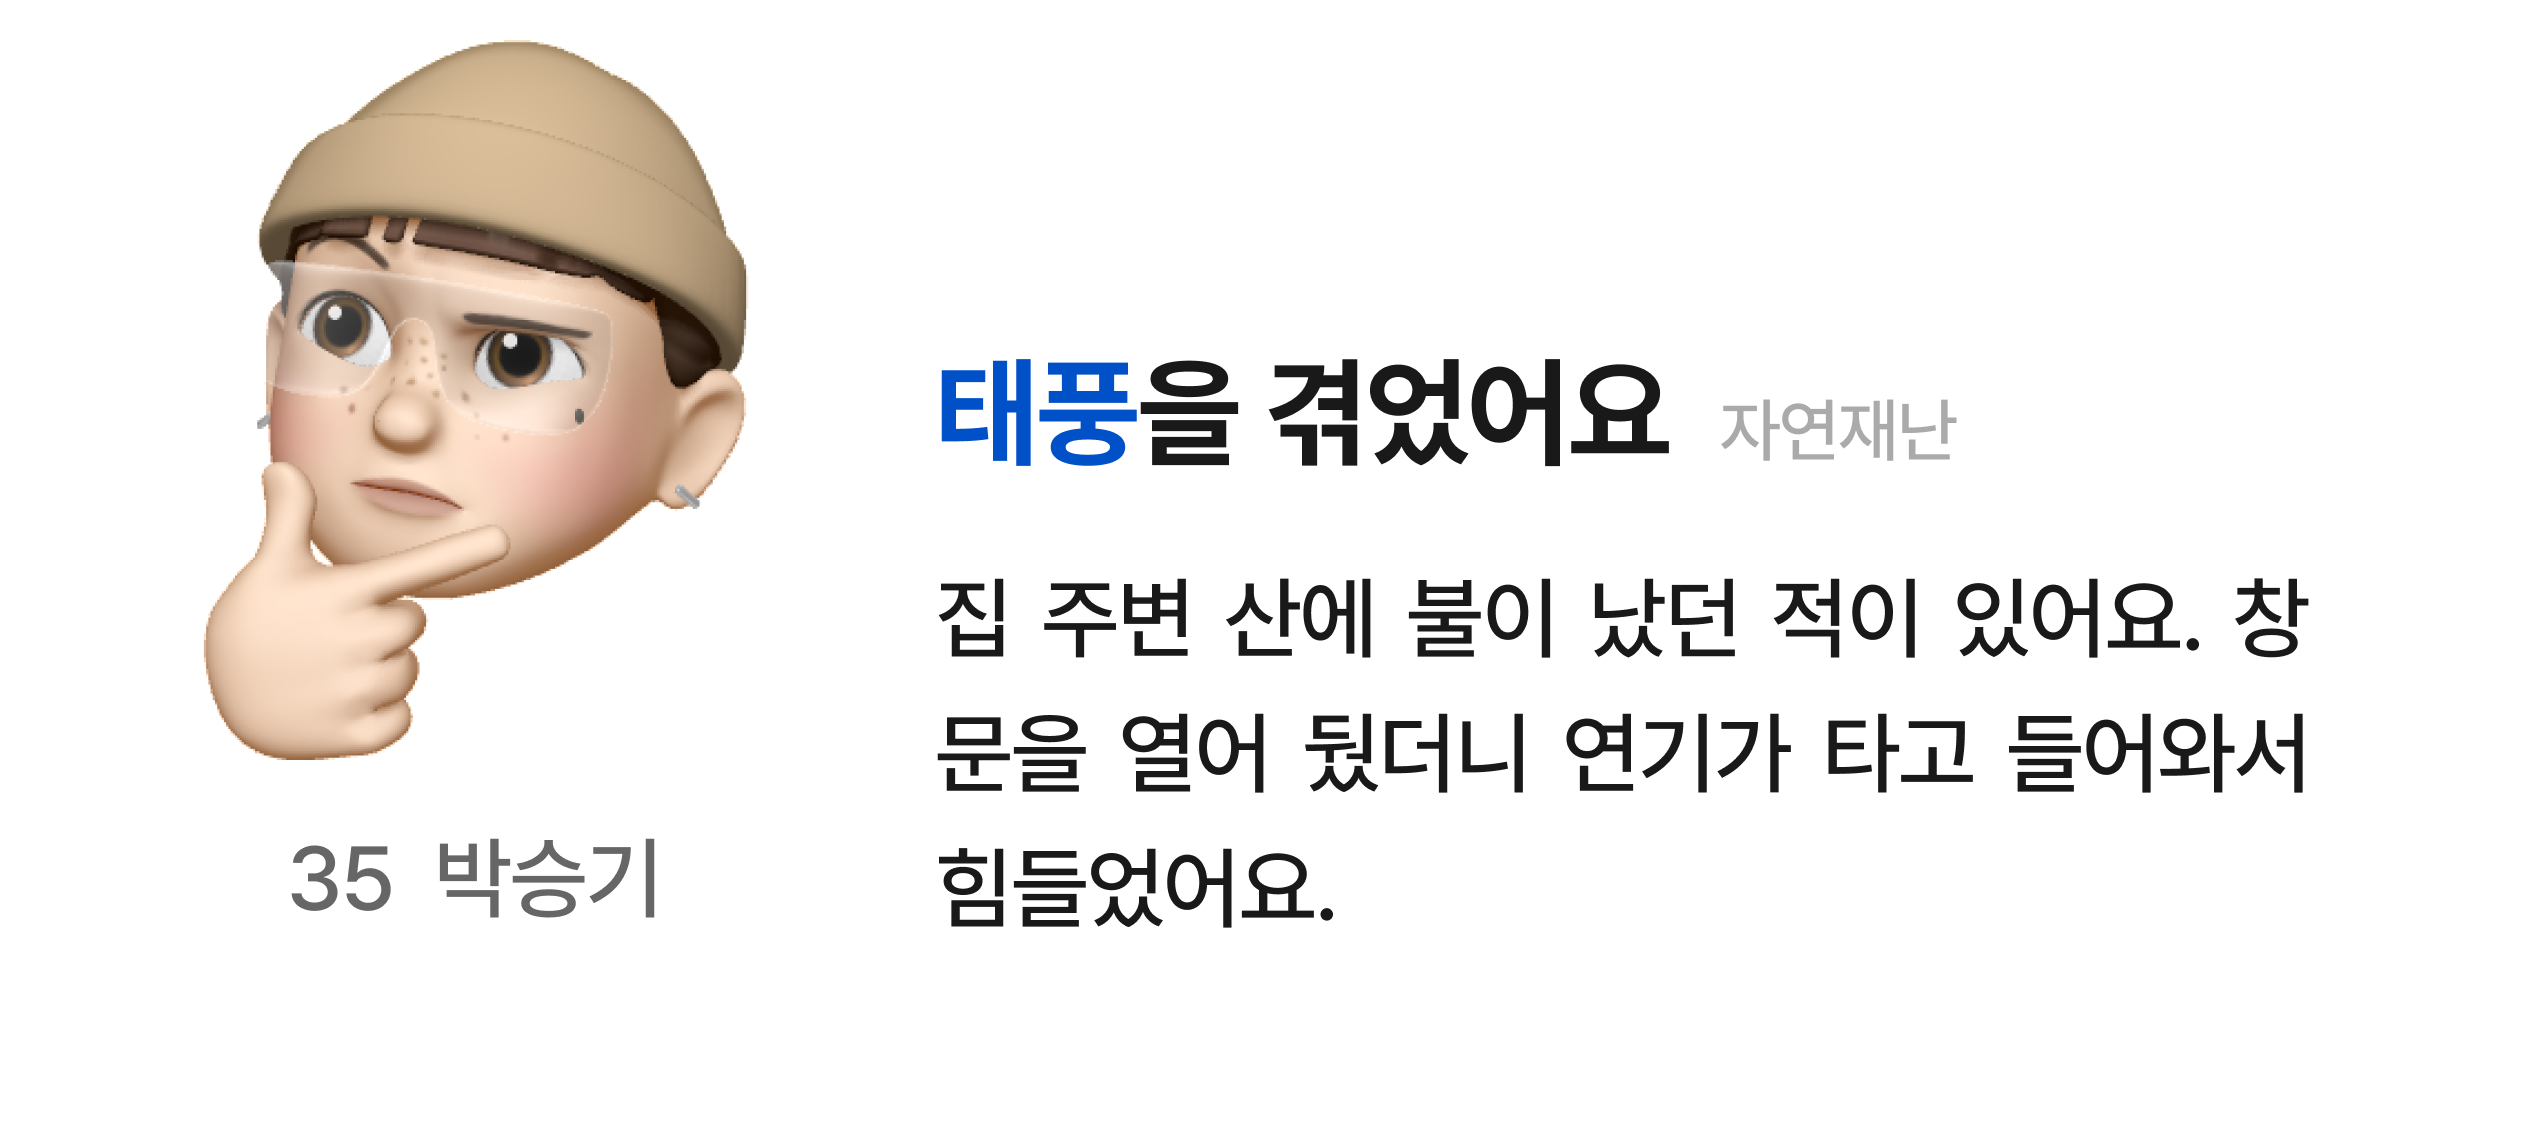 태풍을 겪었어요 자연재난
집 주변 산에 불이 났던 적이 있어요. 창
문을 열어 뒀더니 연기가 타고 들어와서
힘들었어요.
35 박승기